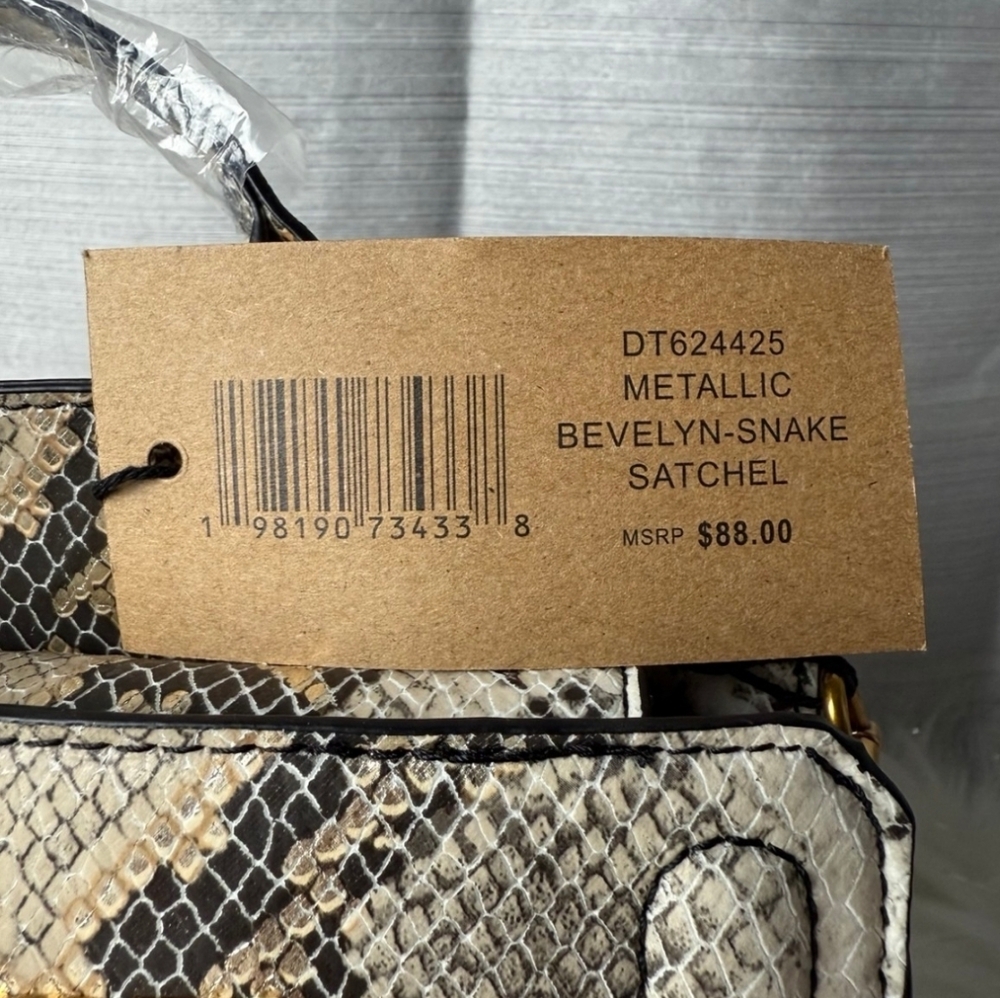 DT624425
METALLIC
BEVELYN-SNAKE
SATCHEL
MSRP $88.00
1 98190 73433 8